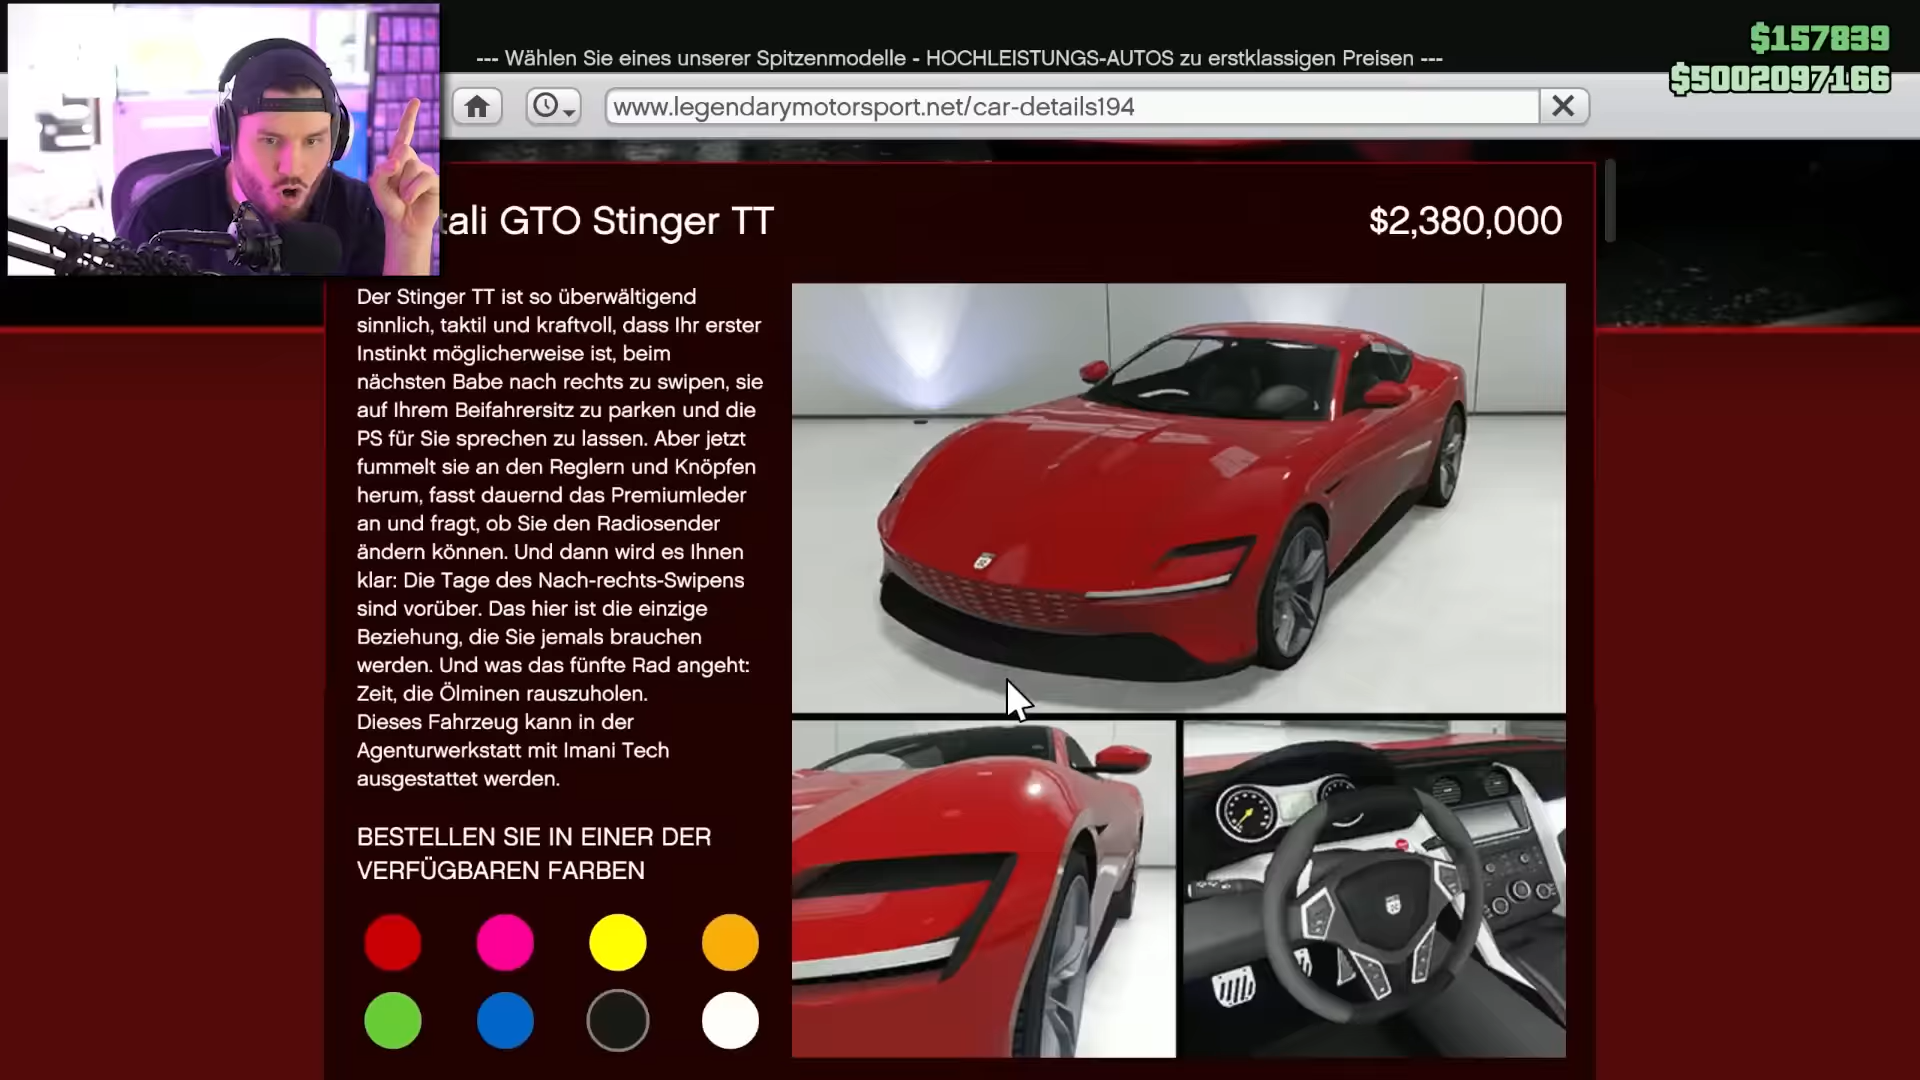 $157839
--- Wählen Sie eines unserer Spitzenmodelle - HOCHLEISTUNGS-AUTOS zu erstklassigen Preisen ---
$5002097166
www.legendarymotorsport.net/car-details194
tali GTO Stinger TT
$2,380,000
Der Stinger TT ist so überwältigend
sinnlich, taktil und kraftvoll, dass Ihr erster
Instinkt möglicherweise ist, beim
nächsten Babe nach rechts zu swipen, sie
auf Ihrem Beifahrersitz zu parken und die
PS für Sie sprechen zu lassen. Aber jetzt
fummelt sie an den Reglern und Knöpfen
herum, fasst dauernd das Premiumleder
an und fragt, ob Sie den Radiosender
ändern können. Und dann wird es Ihnen
klar: Die Tage des Nach-rechts-Swipens
sind vorüber. Das hier ist die einzige
Beziehung, die Sie jemals brauchen
werden. Und was das fünfte Rad angeht:
Zeit, die Ölminen rauszuholen.
Dieses Fahrzeug kann in der
Agenturwerkstatt mit Imani Tech
ausgestattet werden.
BESTELLEN SIE IN EINER DER
VERFÜGBAREN FARBEN